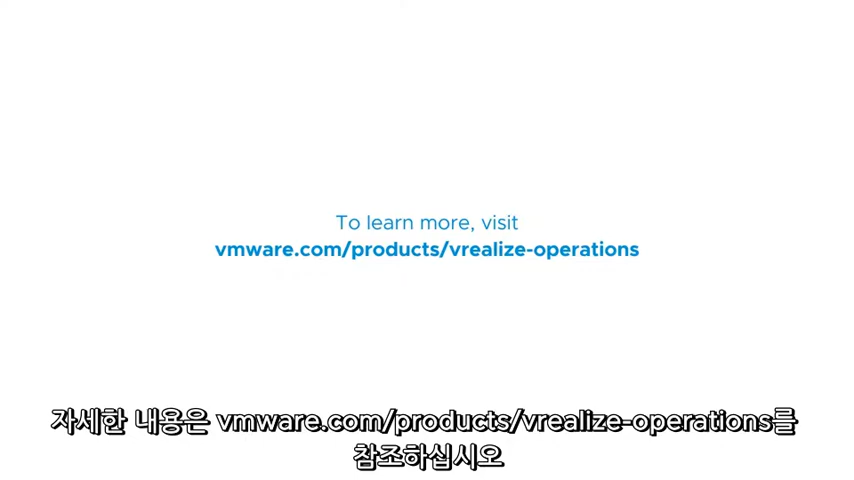 To learn more, visit
vmware.com/products/vrealize-operations
자세한 내용은 vmware.com/products/vrealize-operations를
참조하십시오